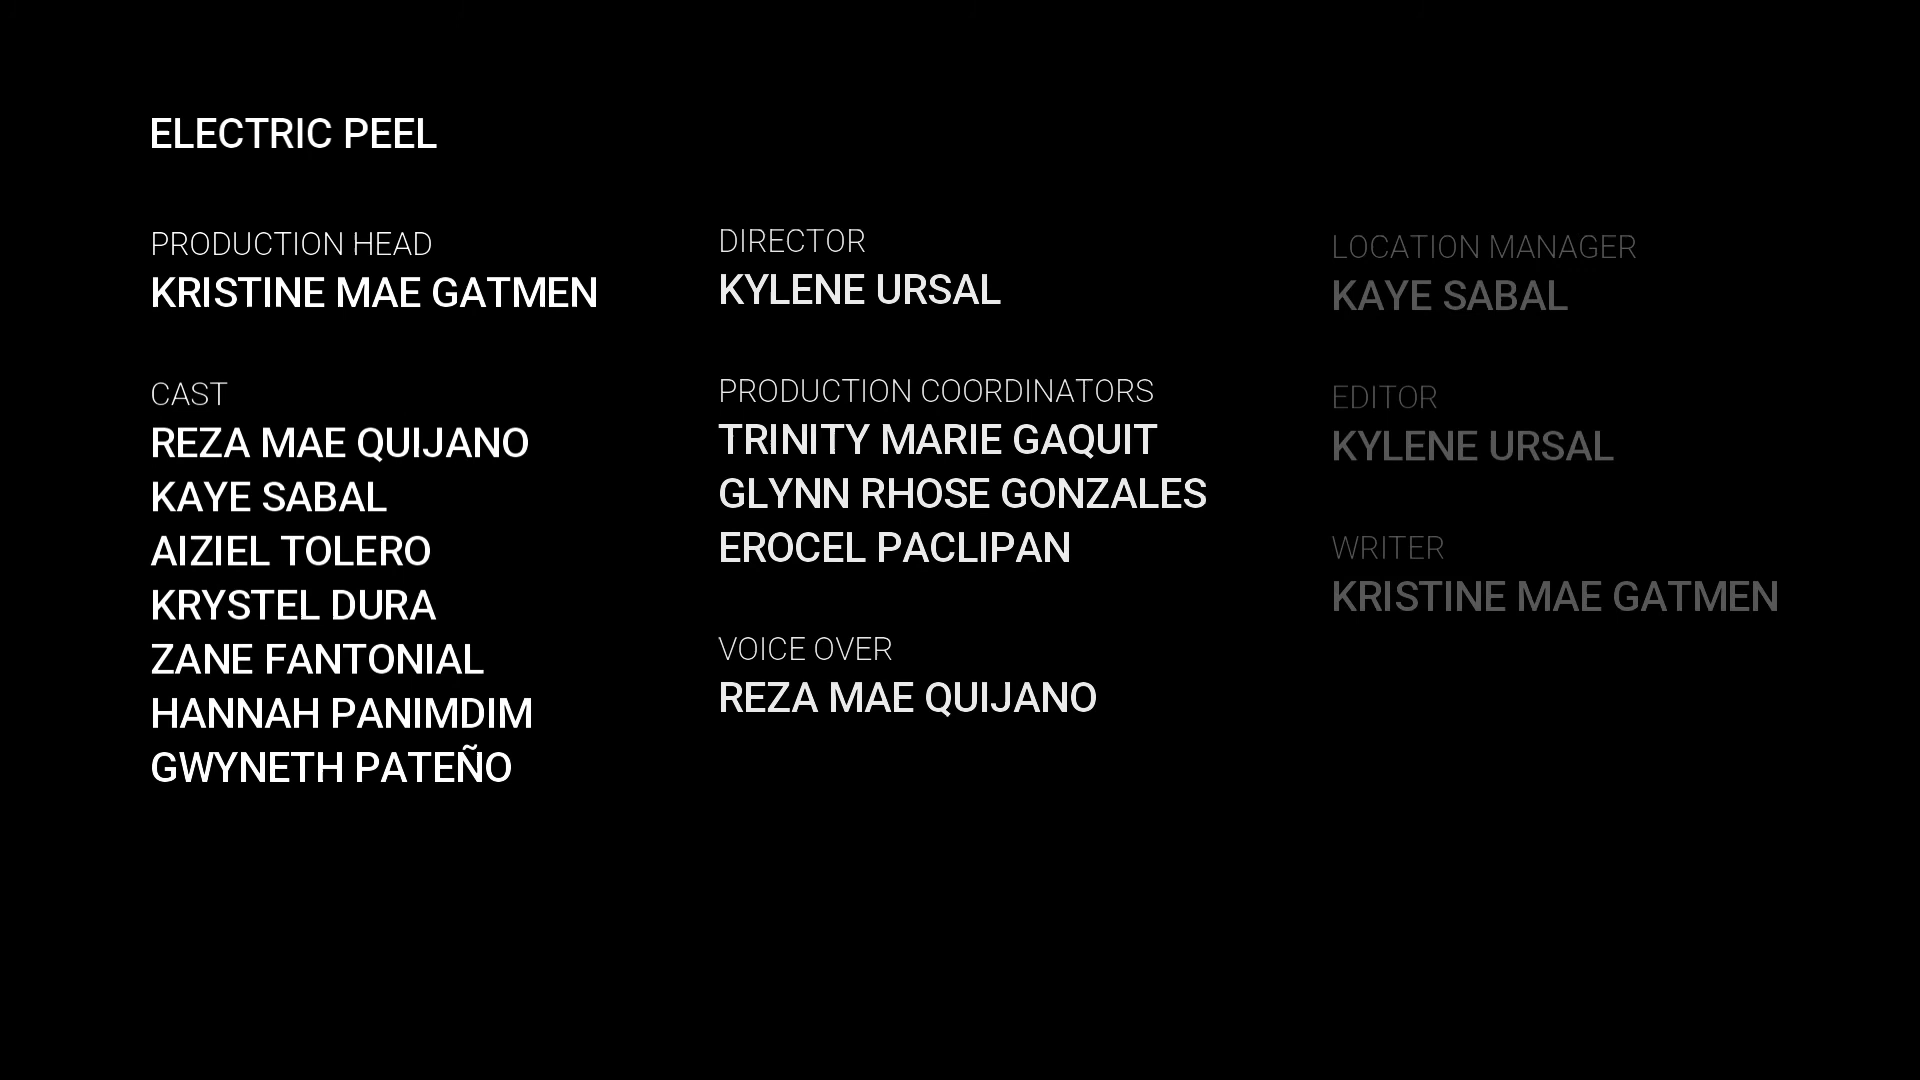 ELECTRIC PEEL
PRODUCTION HEAD
KRISTINE MAE GATMEN
CAST
REZA MAE QUIJANO
KAYE SABAL
AIZIEL TOLERO
KRYSTEL DURA
ZANE FANTONIAL
HANNAH PANIMDIM
GWYNETH PATEÑO
DIRECTOR
KYLENE URSAL
PRODUCTION COORDINATORS
TRINITY MARIE GAQUIT
GLYNN RHOSE GONZALES
EROCEL PACLIPAN
VOICE OVER
REZA MAE QUIJANO
LOCATION MANAGER
KAYE SABAL
EDITOR
KYLENE URSAL
WRITER
KRISTINE MAE GATMEN